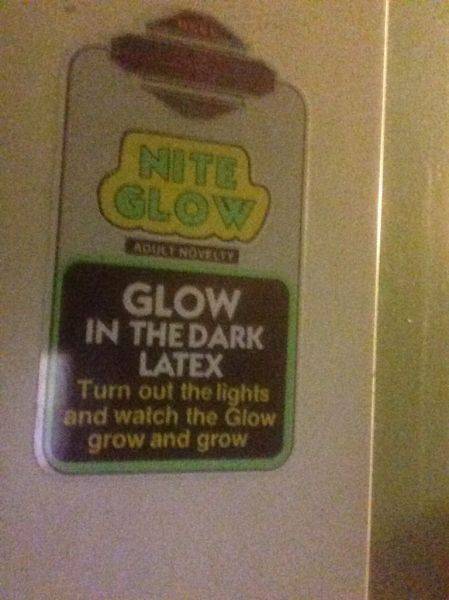 NITE
GLOW
ADULT NOVELTY
GLOW
IN THE DARK
LATEX
Turn out the lights
and watch the Glow
grow and grow